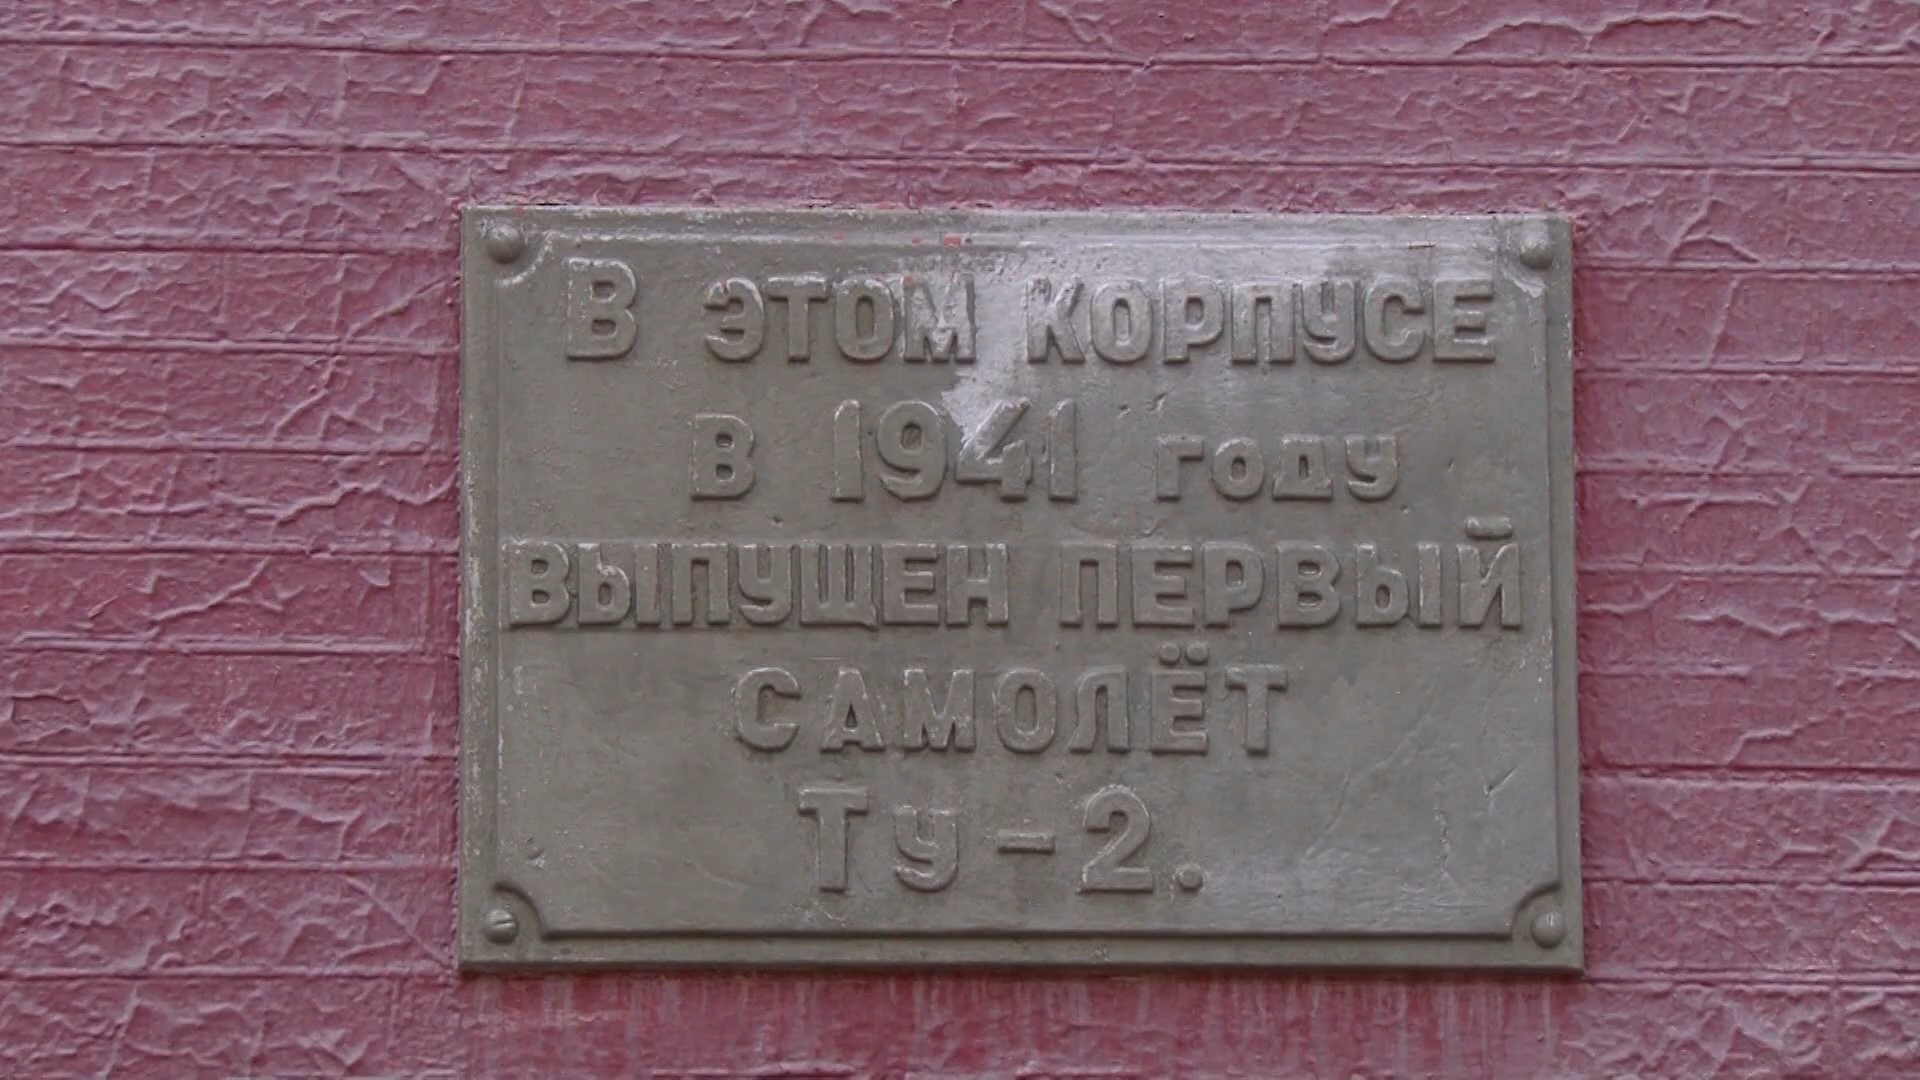 В ЭТОМ КОРПУСЕ
В 1941 ГОДУ
ВЫПУЩЕН ПЕРВЫЙ
САМОЛЁТ
ТУ-2.